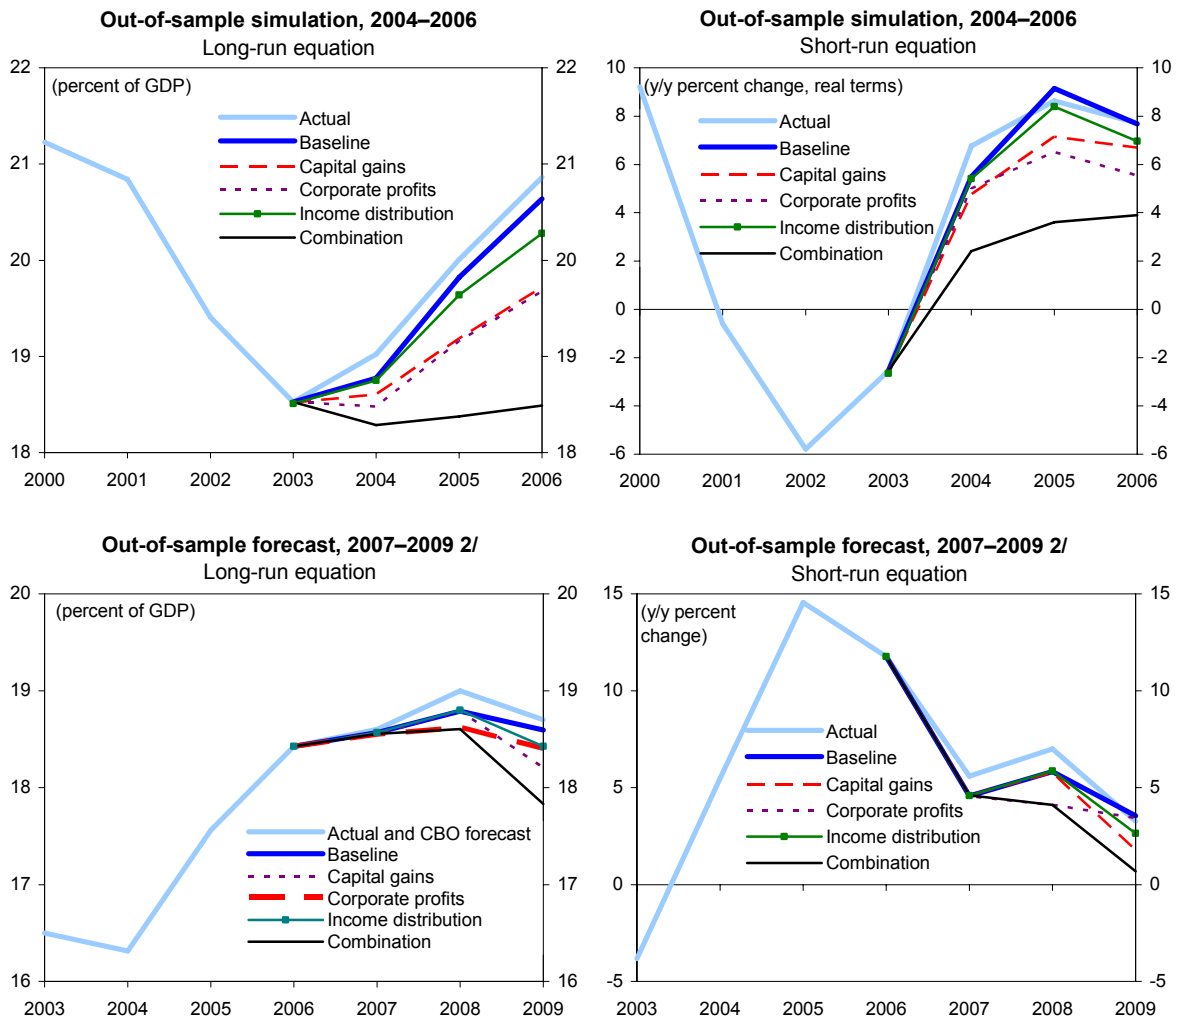 Out-of-sample simulation, 2004–2006
Long-run equation
(percent of GDP)
22
21
20
19
18
22
21
20
19
18
Actual
Baseline
Capital gains
Corporate profits
Income distribution
Combination
2000 2001 2002 2003 2004 2005 2006
Out-of-sample simulation, 2004–2006
Short-run equation
(y/y percent change, real terms)
10
8
6
4
2
0
-2
-4
-6
10
8
6
4
2
0
-2
-4
-6
Actual
Baseline
Capital gains
Corporate profits
Income distribution
Combination
2000 2001 2002 2003 2004 2005 2006
Out-of-sample forecast, 2007–2009 2/
Long-run equation
(percent of GDP)
20
19
18
17
16
20
19
18
17
16
Actual and CBO forecast
Baseline
Capital gains
Corporate profits
Income distribution
Combination
2003 2004 2005 2006 2007 2008 2009
Out-of-sample forecast, 2007–2009 2/
Short-run equation
(y/y percent
change)
15
10
5
0
-5
15
10
5
0
-5
Actual
Baseline
Capital gains
Corporate profits
Income distribution
Combination
2003 2004 2005 2006 2007 2008 2009